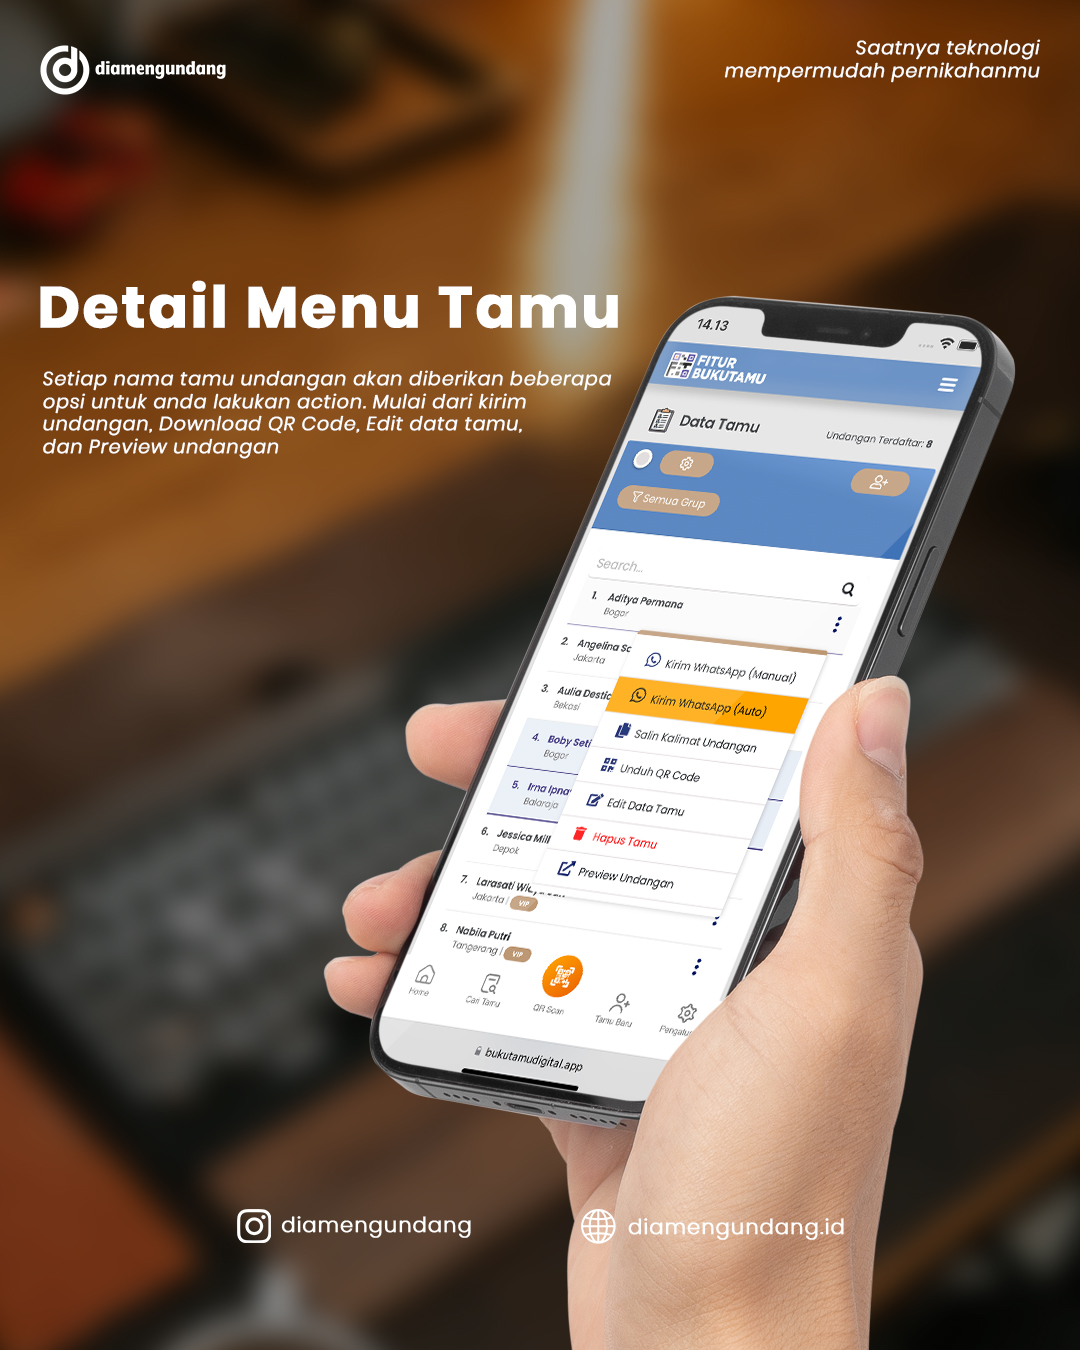 diamengundang
Saatnya teknologi
mempermudah pernikahanmu
Detail Menu Tamu
Setiap nama tamu undangan akan diberikan beberapa
opsi untuk anda lakukan action. Mulai dari kirim
undangan, Download QR Code, Edit data tamu,
dan Preview undangan
14.13
FITUR
BUKUTAMU
Data Tamu
Undangan Terdaftar: 8
Semua Grup
Search...
1. Aditya Permana
Bogor
2. Angelina Sc
Jakarta
3. Aulia Destic
Bekasi
4. Boby Seti
Bogor
5. Irna Ipna
Balaraja
6. Jessica Mill
Depok
7. Larasati
Jakarta | VIP
8. Nabila Putri
Tangerang | VIP
Kirim WhatsApp (Manual)
Kirim WhatsApp (Auto)
Salin Kalimat Undangan
Unduh QR Code
Edit Data Tamu
Hapus Tamu
Preview Undangan
Home
Cari Tamu
QR Scan
Tamu Baru
bukutamudigital.app
diamengundang
diamengundang.id